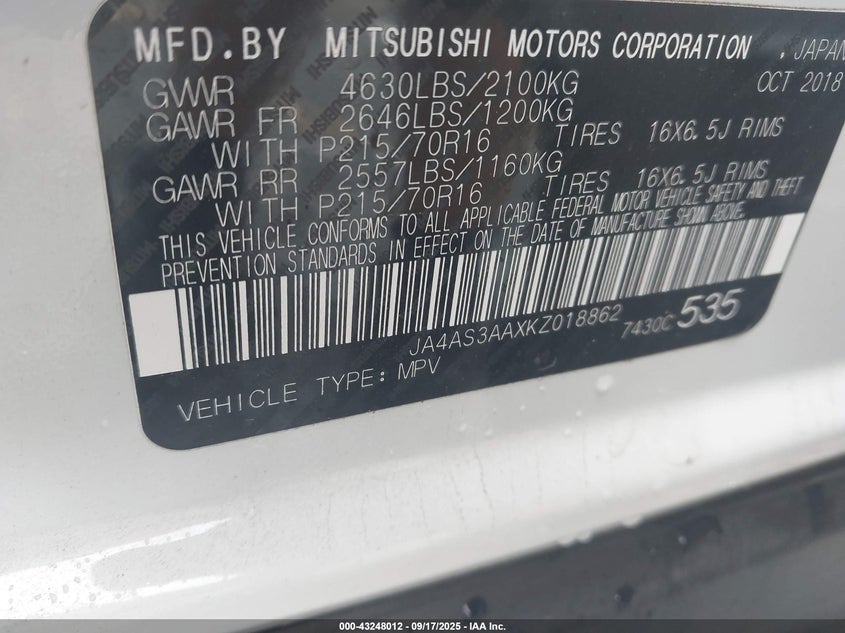 MFD.BY MITSUBISHI MOTORS CORPORATION , JAPAN
GVWR 4630LBS/2100KG OCT 2018
GAWR FR 2646LBS/1200KG
WITH P215/70R16 TIRES 16X6.5J RIMS
GAWR RR 2557LBS/1160KG
WITH P215/70R16 TIRES 16X6.5J RIMS
THIS VEHICLE CONFORMS TO ALL APPLICABLE FEDERAL MOTOR VEHICLE SAFETY AND THEFT
PREVENTION STANDARDS IN EFFECT ON THE DATE OF MANUFACTURE SHOWN ABOVE.
JA4AS3AAXKZ018862 7430C 535
VEHICLE TYPE: MPV
000-43248012 - 09/17/2025 - IAA Inc.